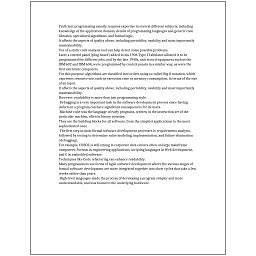 Proficient programming usually requires expertise in several different subjects, including
knowledge of the application domain, details of programming languages and generic code
libraries, specialized algorithms, and formal logic.
It affects the aspects of quality above, including portability, usability and most importantly
maintainability.
Use of a static code analysis tool can help detect some possible problems.
Later a control panel (plug board) added to his 1906 Type I Tabulator allowed it to be
programmed for different jobs, and by the late 1940s, unit record equipment such as the
IBM 602 and IBM 604, were programmed by control panels in a similar way, as were the
first electronic computers.
For this purpose, algorithms are classified into orders using so-called Big O notation, which
expresses resource use, such as execution time or memory consumption, in terms of the size
of an input.
It affects the aspects of quality above, including portability, usability and most importantly
maintainability.
However, readability is more than just programming style.
Debugging is a very important task in the software development process since having
defects in a program can have significant consequences for its users.
Machine code was the language of early programs, written in the instruction set of the
particular machine, often in binary notation.
They are the building blocks for all software, from the simplest applications to the most
sophisticated ones.
The first step in most formal software development processes is requirements analysis,
followed by testing to determine value modeling, implementation, and failure elimination
(debugging).
For example, COBOL is still strong in corporate data centers often on large mainframe
computers, Fortran in engineering applications, scripting languages in Web development,
and C in embedded software.
Techniques like Code refactoring can enhance readability.
Many programmers use forms of Agile software development where the various stages of
formal software development are more integrated together into short cycles that take a few
weeks rather than years.
High-level languages made the process of developing a program simpler and more
understandable, and less bound to the underlying hardware.